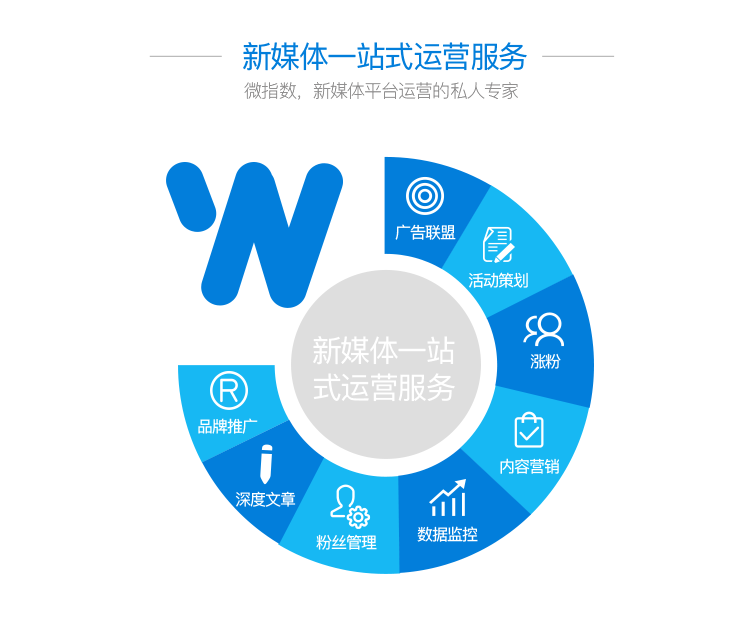 新媒体一站式运营服务
微指数，新媒体平台运营的私人专家
广告联盟
活动策划
涨粉
内容营销
数据监控
粉丝管理
深度文章
R
品牌推广
新媒体一站
式运营服务